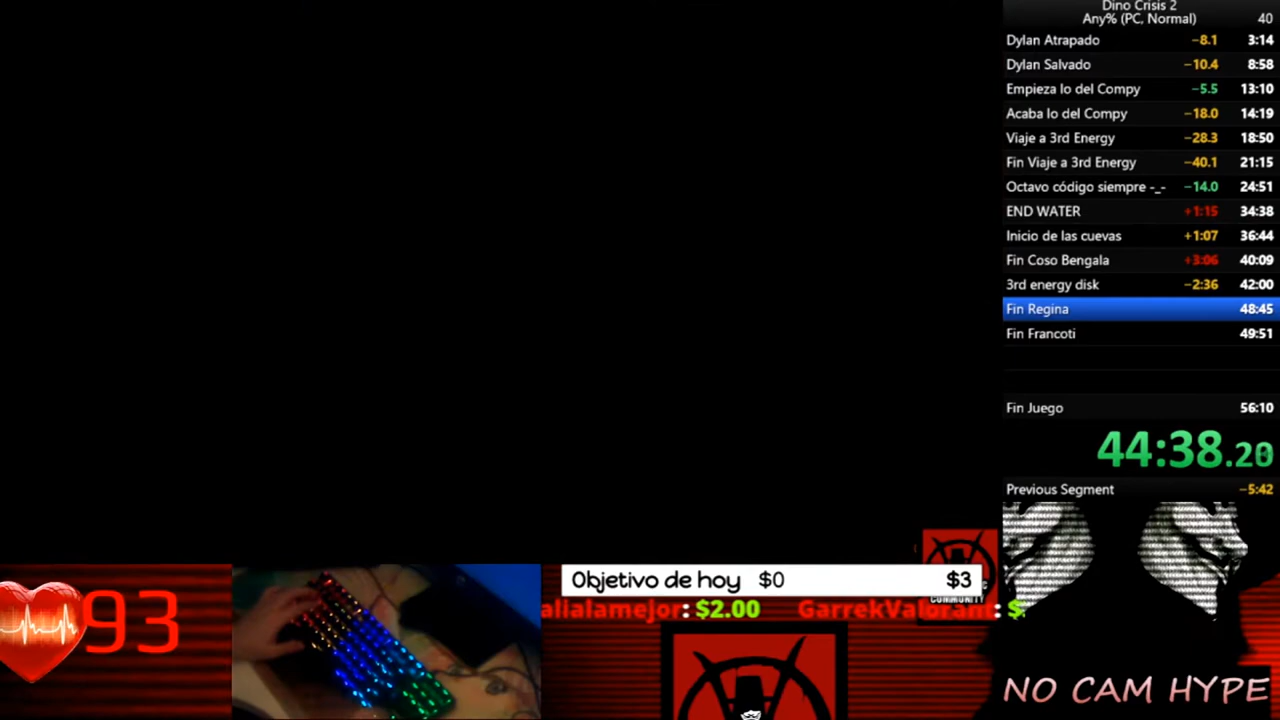 Dino Crisis 2
Any% (PC, Normal) 40
Dylan Atrapado −8.1 3:14
Dylan Salvado −10.4 8:58
Empieza lo del Compy −5.5 13:10
Acaba lo del Compy −18.0 14:19
Viaje a 3rd Energy −28.3 18:50
Fin Viaje a 3rd Energy −40.1 21:15
Octavo código siempre -_- −14.0 24:51
END WATER +1:15 34:38
Inicio de las cuevas +1:07 36:44
Fin Coso Bengala +3:06 40:09
3rd energy disk −2:36 42:00
Fin Regina 48:45
Fin Francoti 49:51
Fin Juego 56:10
44:38.20
Previous Segment −5:42
Objetivo de hoy $0 $3
COMMUNITY
alialamejor: $2.00 GarrekValorant: $
93
NO CAM HYPE